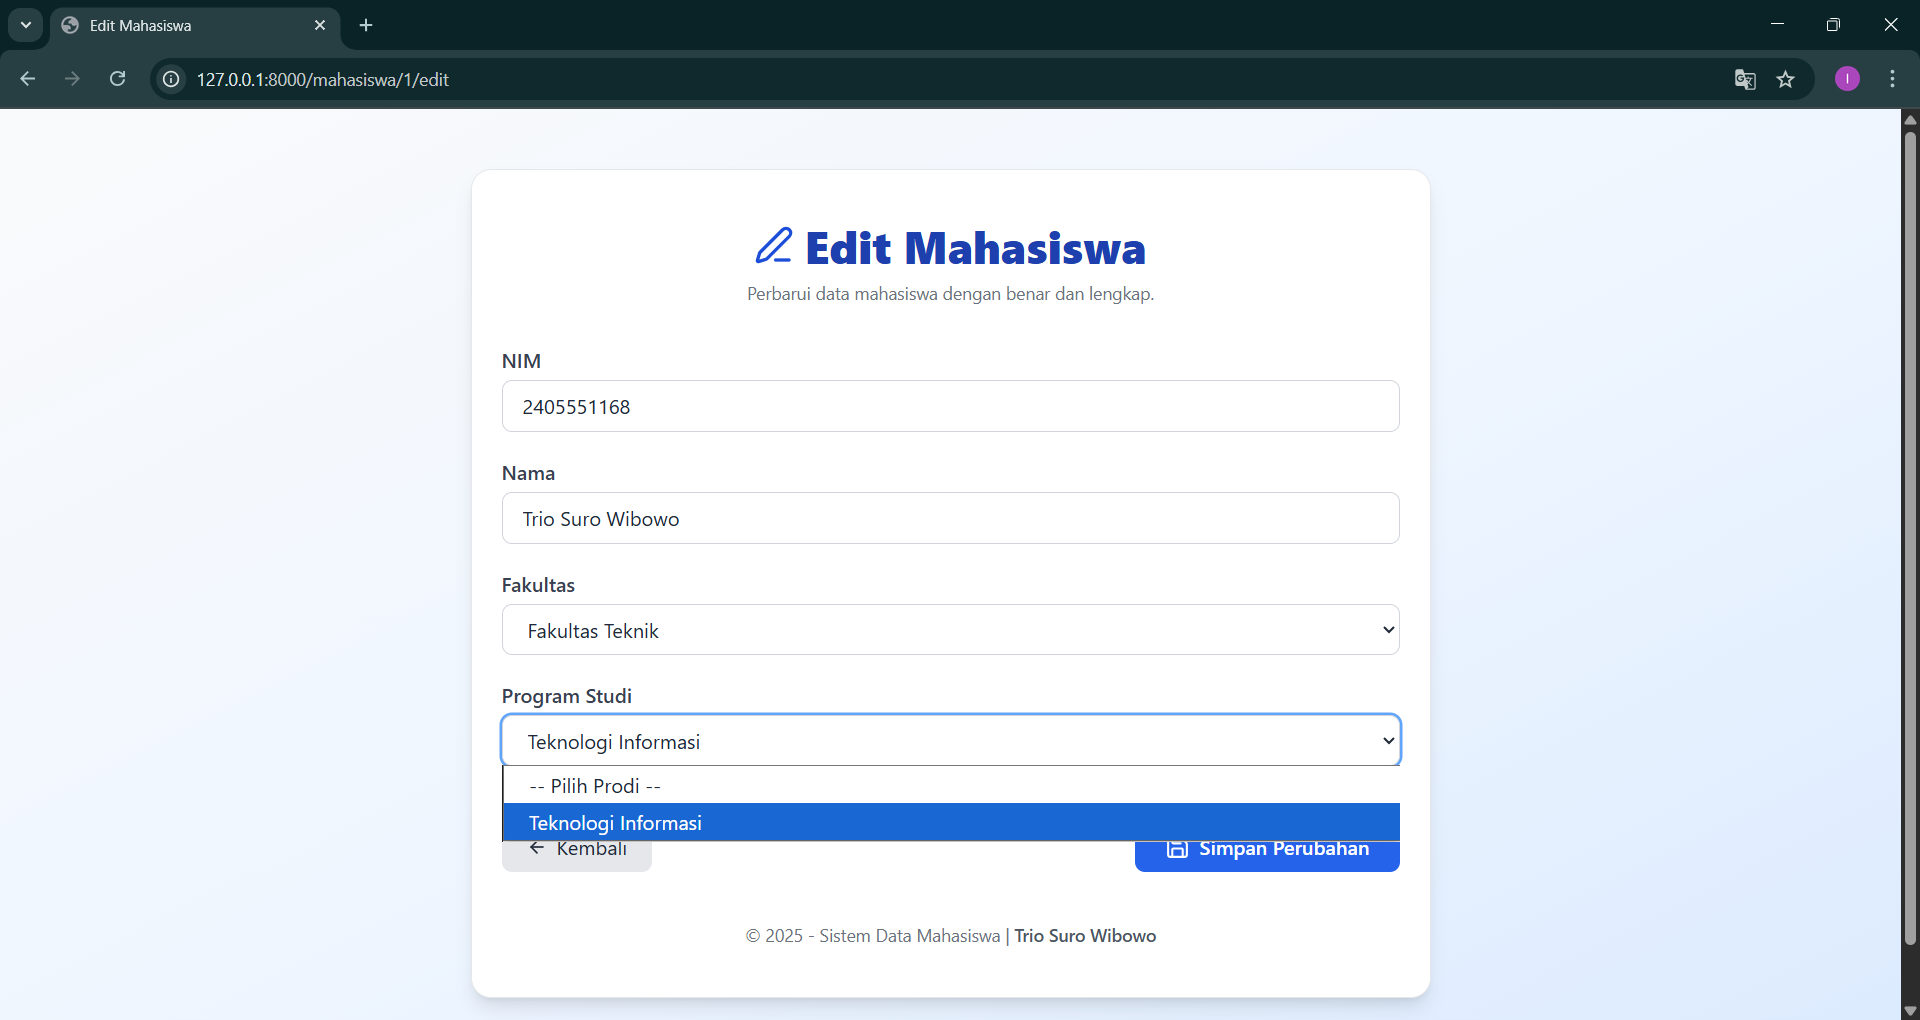 Edit Mahasiswa
127.0.0.1:8000/mahasiswa/1/edit
I
Edit Mahasiswa
Perbarui data mahasiswa dengan benar dan lengkap.
NIM
2405551168
Nama
Trio Suro Wibowo
Fakultas
Fakultas Teknik
Program Studi
Teknologi Informasi
-- Pilih Prodi --
Teknologi Informasi
← Kembali
Simpan Perubahan
© 2025 - Sistem Data Mahasiswa | Trio Suro Wibowo